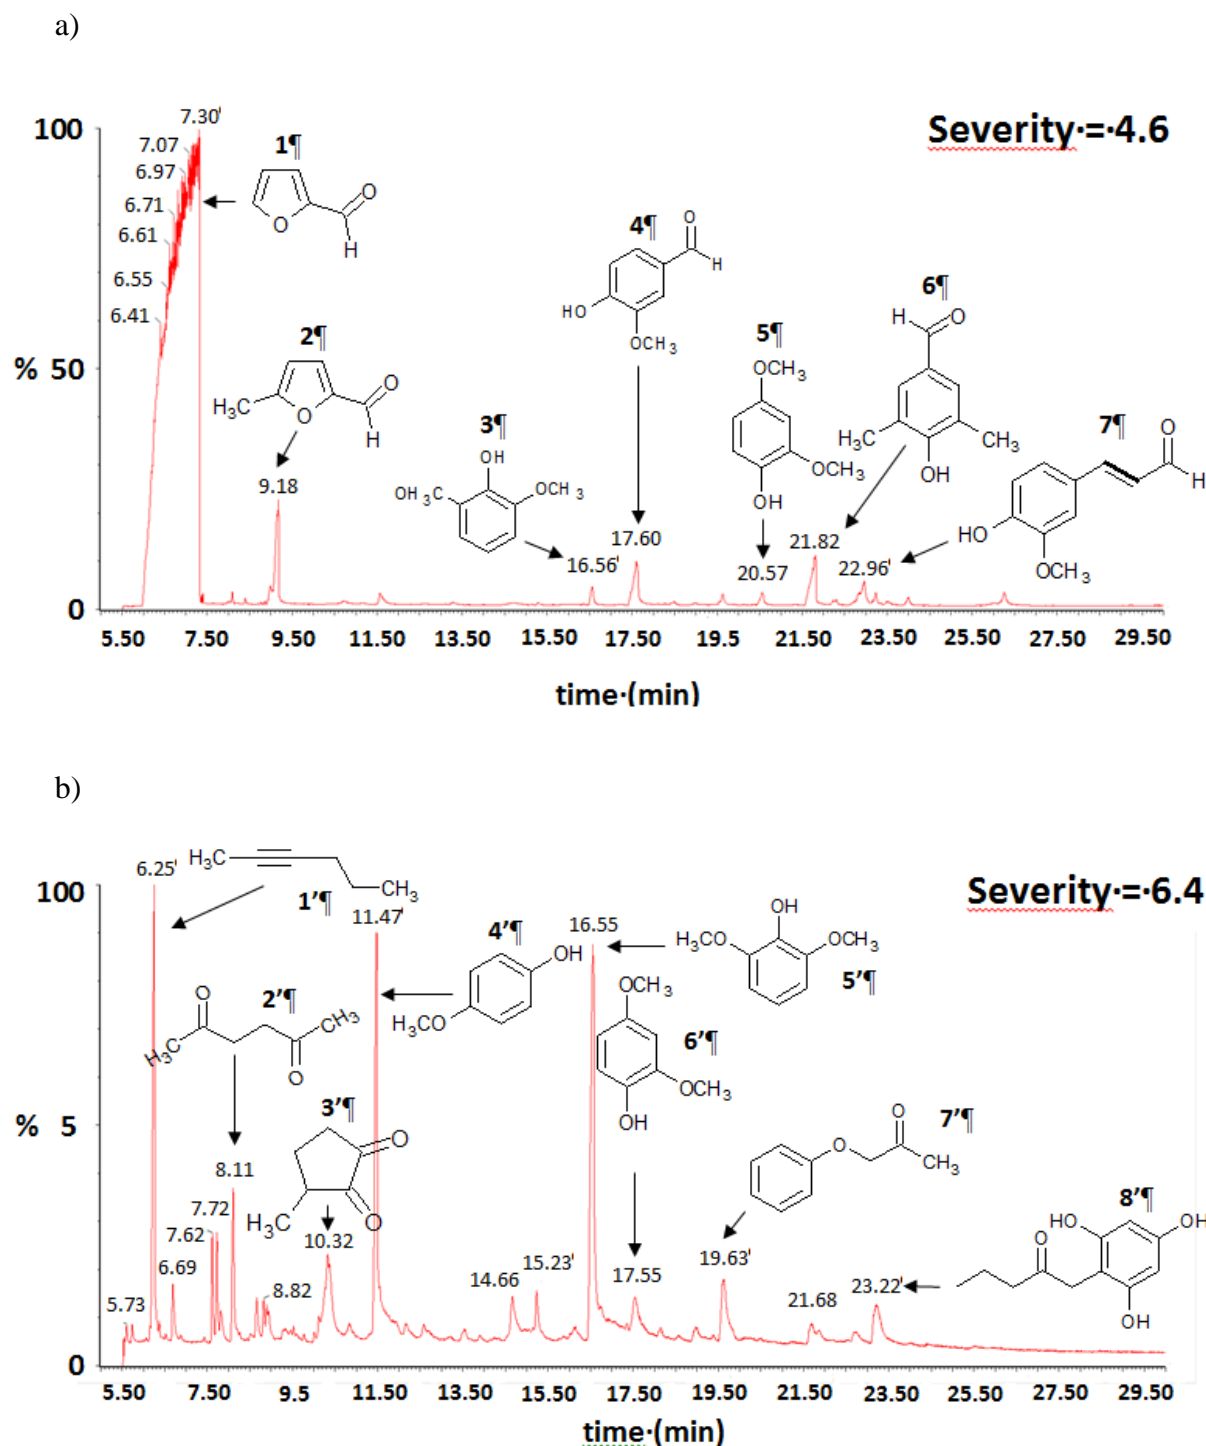 a)
Severity·=·4.6
100
50
0
%
7.30'
7.07
6.97
6.71
6.61
6.55
6.41
1¶
O
O
H
2¶
H₃C
O
O
H
9.18
3¶
OH
OCH₃
OCH₃
16.56'
4¶
O
H
HO
OCH₃
17.60
5¶
OCH₃
OCH₃
OH
20.57
6¶
H
O
H₃C
CH₃
OH
21.82
7¶
O
H
HO
OCH₃
22.96'
5.50 7.50 9.50 11.50 13.50 15.50 17.50 19.5 21.50 23.50 25.50 27.50 29.50
time·(min)
b)
Severity·=·6.4
100
5
0
%
6.25'
H₃C
CH₃
1'¶
11.47'
2'¶
O
CH₃
H₃C
O
8.11
7.72
7.62
6.69
5.73
8.82
3'¶
O
O
H₃C
10.32
4'¶
OH
OCH₃
14.66
15.23'
16.55
OH
H₃CO
OCH₃
5'¶
6'¶
OCH₃
OCH₃
OH
17.55
7'¶
O
O
CH₃
19.63'
21.68
8'¶
HO
OH
O
OH
23.22'
5.50 7.50 9.5 11.50 13.50 15.50 17.50 19.50 21.50 23.50 25.50 27.50 29.50
time·(min)